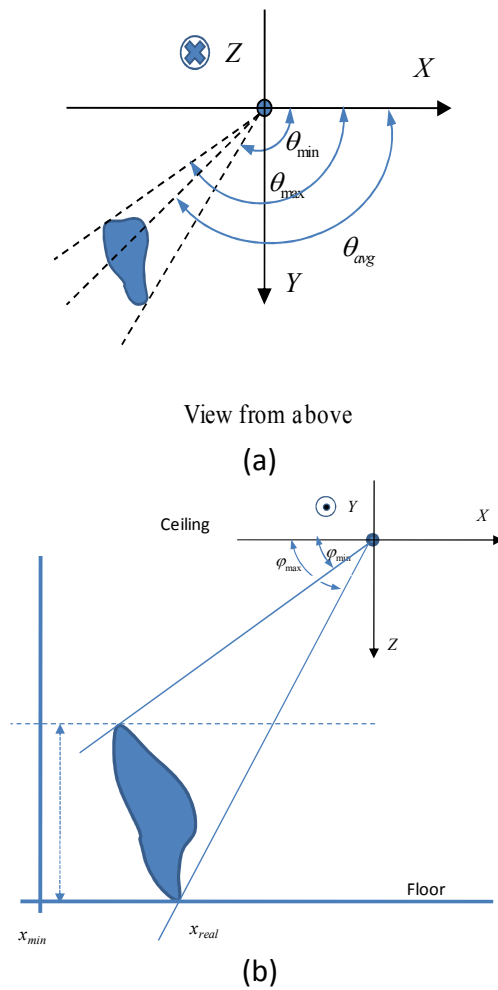 Z
X
θmin
θmax
θavg
Y
View from above
(a)
Y
Ceiling
X
φmin
φmax
Z
Floor
xmin
xreal
(b)